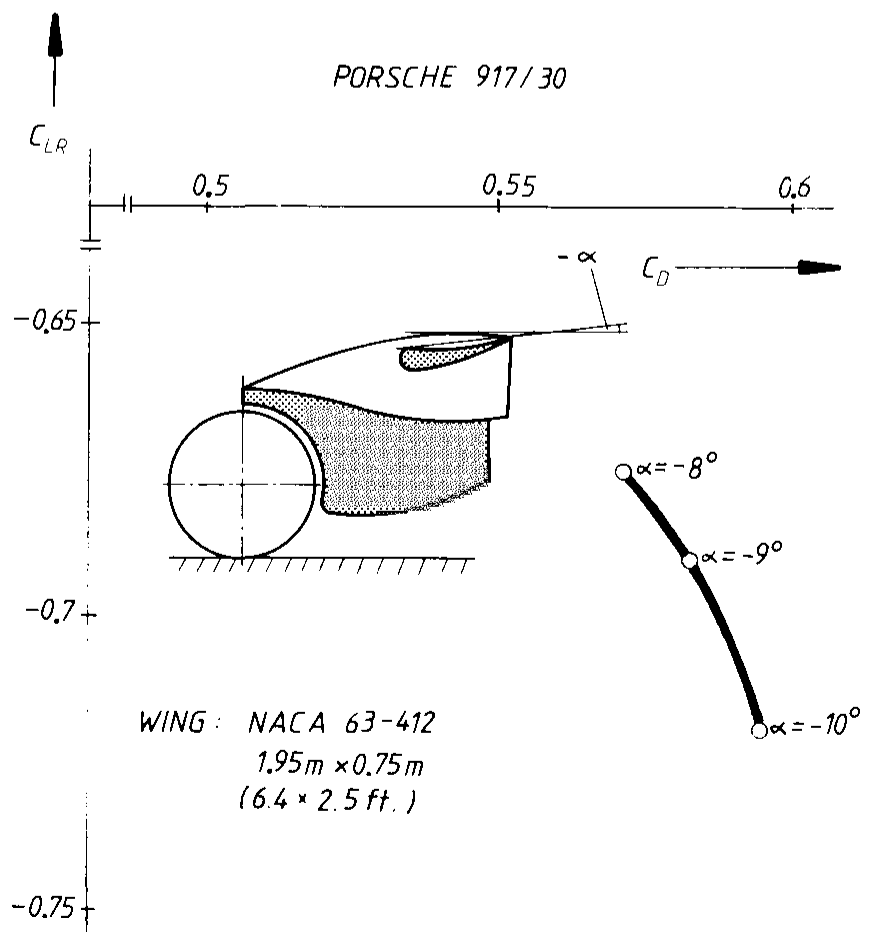 PORSCHE 917/30
C_LR
0.5
0.55
0.6
-α
C_D
-0.65
α=-8°
α=-9°
-0.7
WING: NACA 63-412
1.95m × 0.75m
(6.4 × 2.5 ft.)
α=-10°
-0.75